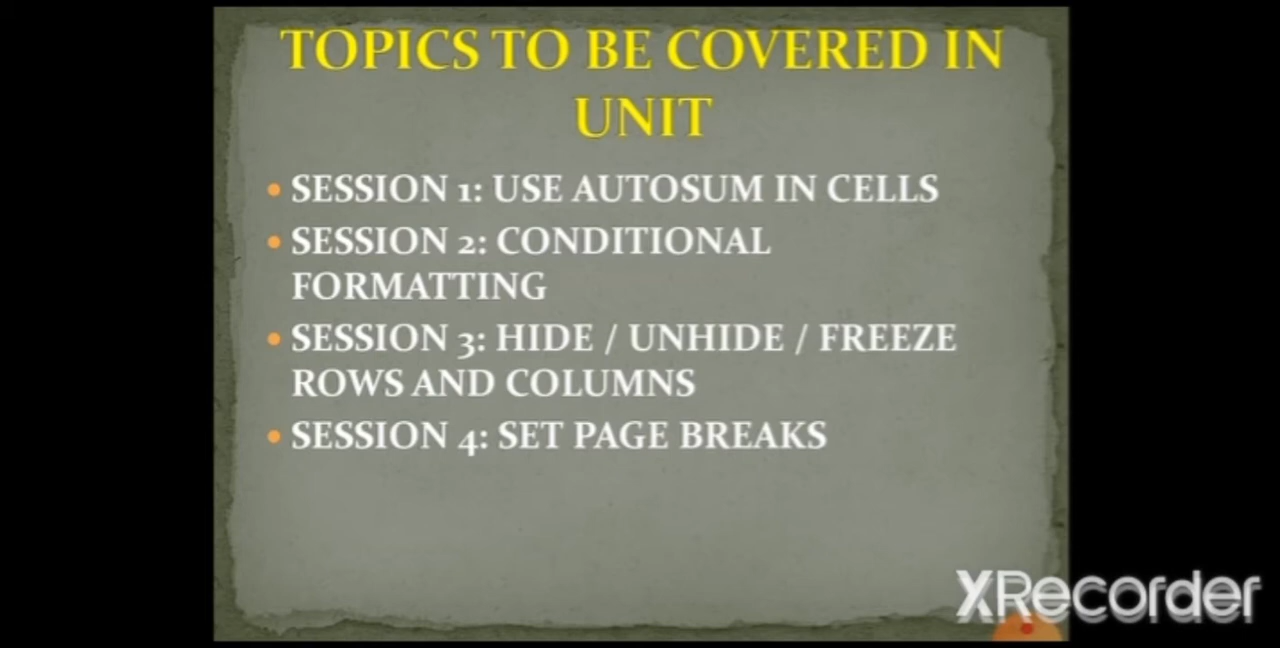 TOPICS TO BE COVERED IN
UNIT
• SESSION 1: USE AUTOSUM IN CELLS
• SESSION 2: CONDITIONAL
FORMATTING
• SESSION 3: HIDE / UNHIDE / FREEZE
ROWS AND COLUMNS
• SESSION 4: SET PAGE BREAKS
XRecorder